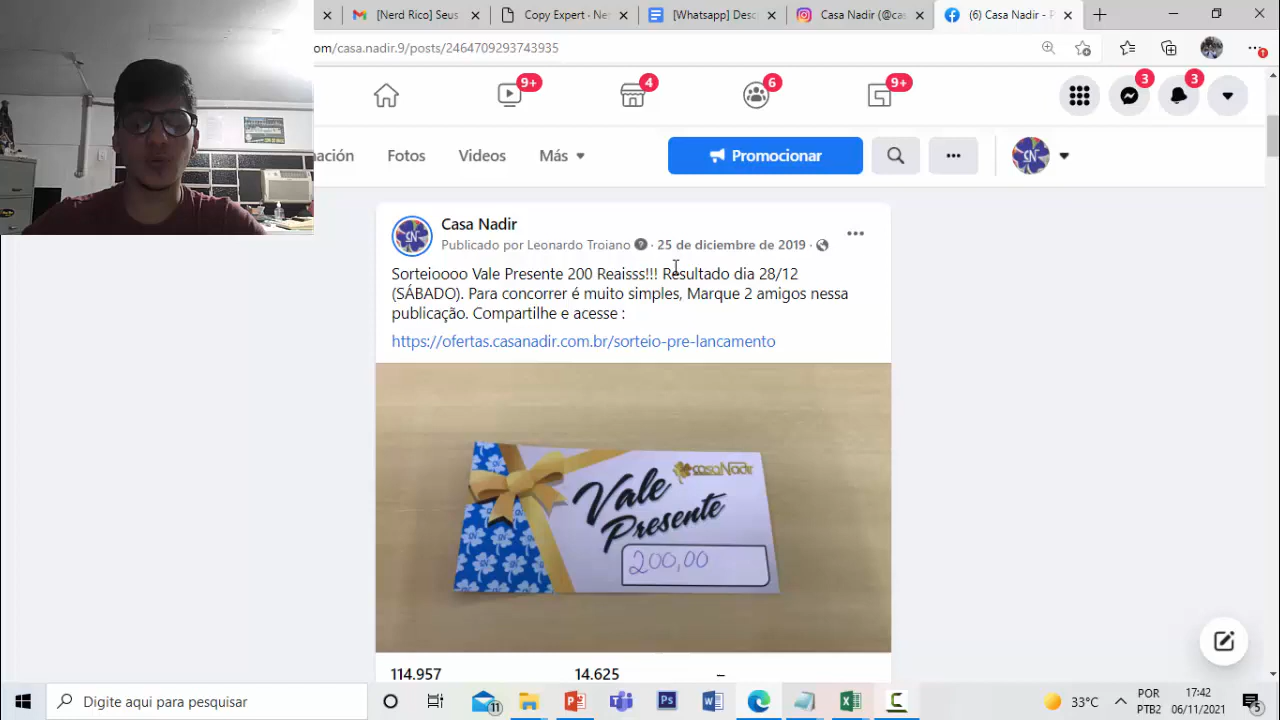 [Nerd Rico] Seus
Copy Expert - Ne
[Whatsapp] Desc
Casa Nadir (@cas
(6) Casa Nadir - P
com/casa.nadir.9/posts/2464709293743935
9+
4
6
9+
3
3
nación
Fotos
Videos
Más
Promocionar
Casa Nadir
Publicado por Leonardo Troiano · 25 de diciembre de 2019 ·
Sorteioooo Vale Presente 200 Reaisss!!! Resultado dia 28/12
(SÁBADO). Para concorrer é muito simples, Marque 2 amigos nessa
publicação. Compartilhe e acesse :
https://ofertas.casanadir.com.br/sorteio-pre-lancamento
casaNadir
Vale
Presente
200,00
114.957
14.625
–
Digite aqui para pesquisar
11
33°C
POR
PTB2
17:42
06/11/2021
5